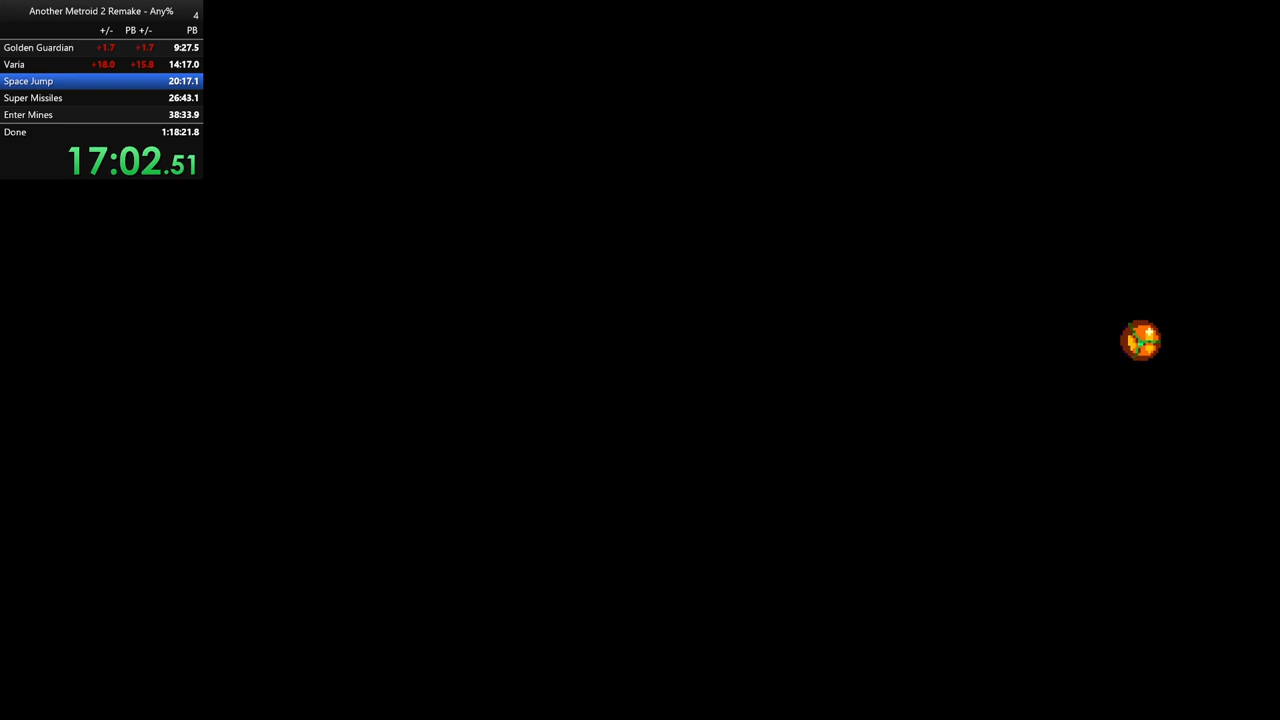 Another Metroid 2 Remake - Any%
4
+/- PB +/- PB
Golden Guardian +1.7 +1.7 9:27.5
Varia +18.0 +15.8 14:17.0
Space Jump 20:17.1
Super Missiles 26:43.1
Enter Mines 38:33.9
Done 1:18:21.8
17:02.51